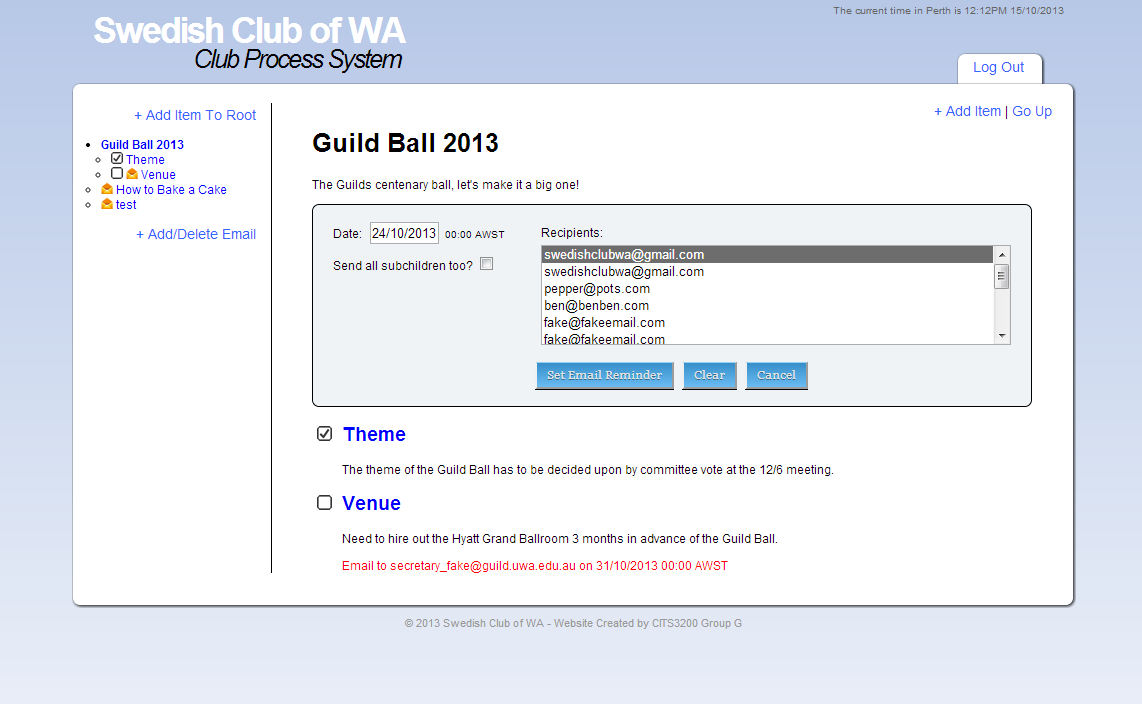 The current time in Perth is 12:12PM 15/10/2013
Swedish Club of WA
Club Process System
Log Out
+ Add Item To Root
Guild Ball 2013
Theme
Venue
How to Bake a Cake
test
+ Add/Delete Email
+ Add Item | Go Up
Guild Ball 2013
The Guilds centenary ball, let's make it a big one!
Date: 24/10/2013 00:00 AWST
Send all subchildren too?
Recipients:
swedishclubwa@gmail.com
swedishclubwa@gmail.com
pepper@pots.com
ben@benben.com
fake@fakeemail.com
fake@fakeemail.com
Set Email Reminder Clear Cancel
Theme
The theme of the Guild Ball has to be decided upon by committee vote at the 12/6 meeting.
Venue
Need to hire out the Hyatt Grand Ballroom 3 months in advance of the Guild Ball.
Email to secretary_fake@guild.uwa.edu.au on 31/10/2013 00:00 AWST
© 2013 Swedish Club of WA - Website Created by CITS3200 Group G